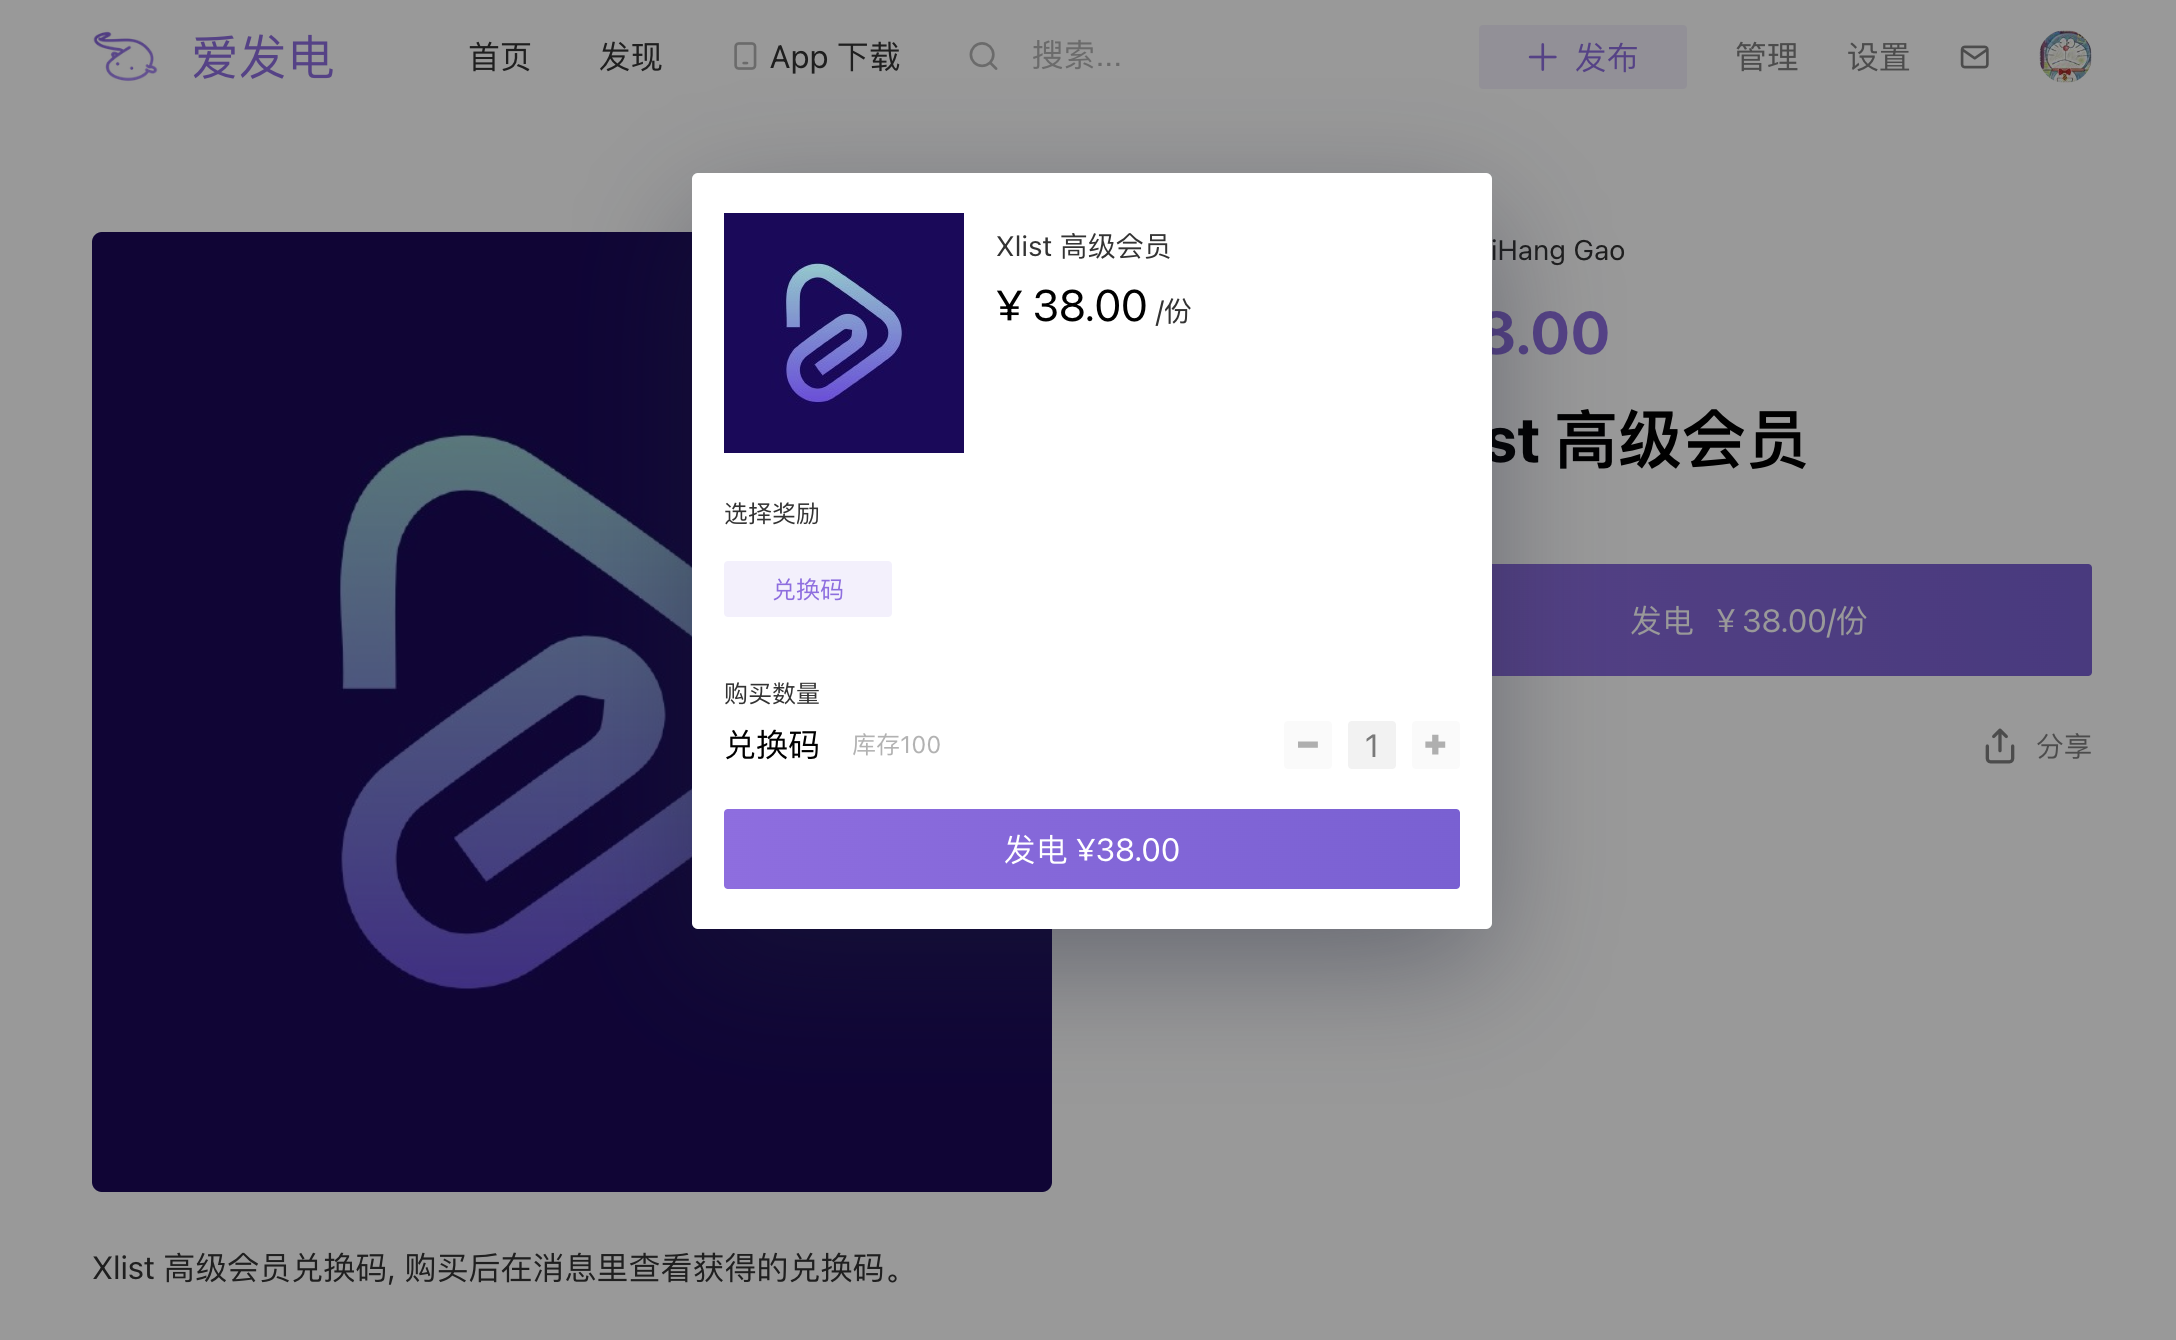 爱发电
首页
发现
App 下载
搜索...
发布
管理
设置
Xlist 高级会员
¥ 38.00 /份
选择奖励
兑换码
购买数量
兑换码 库存100
1
发电 ¥38.00
iHang Gao
3.00
st 高级会员
发电 ¥ 38.00/份
分享
Xlist 高级会员兑换码, 购买后在消息里查看获得的兑换码。